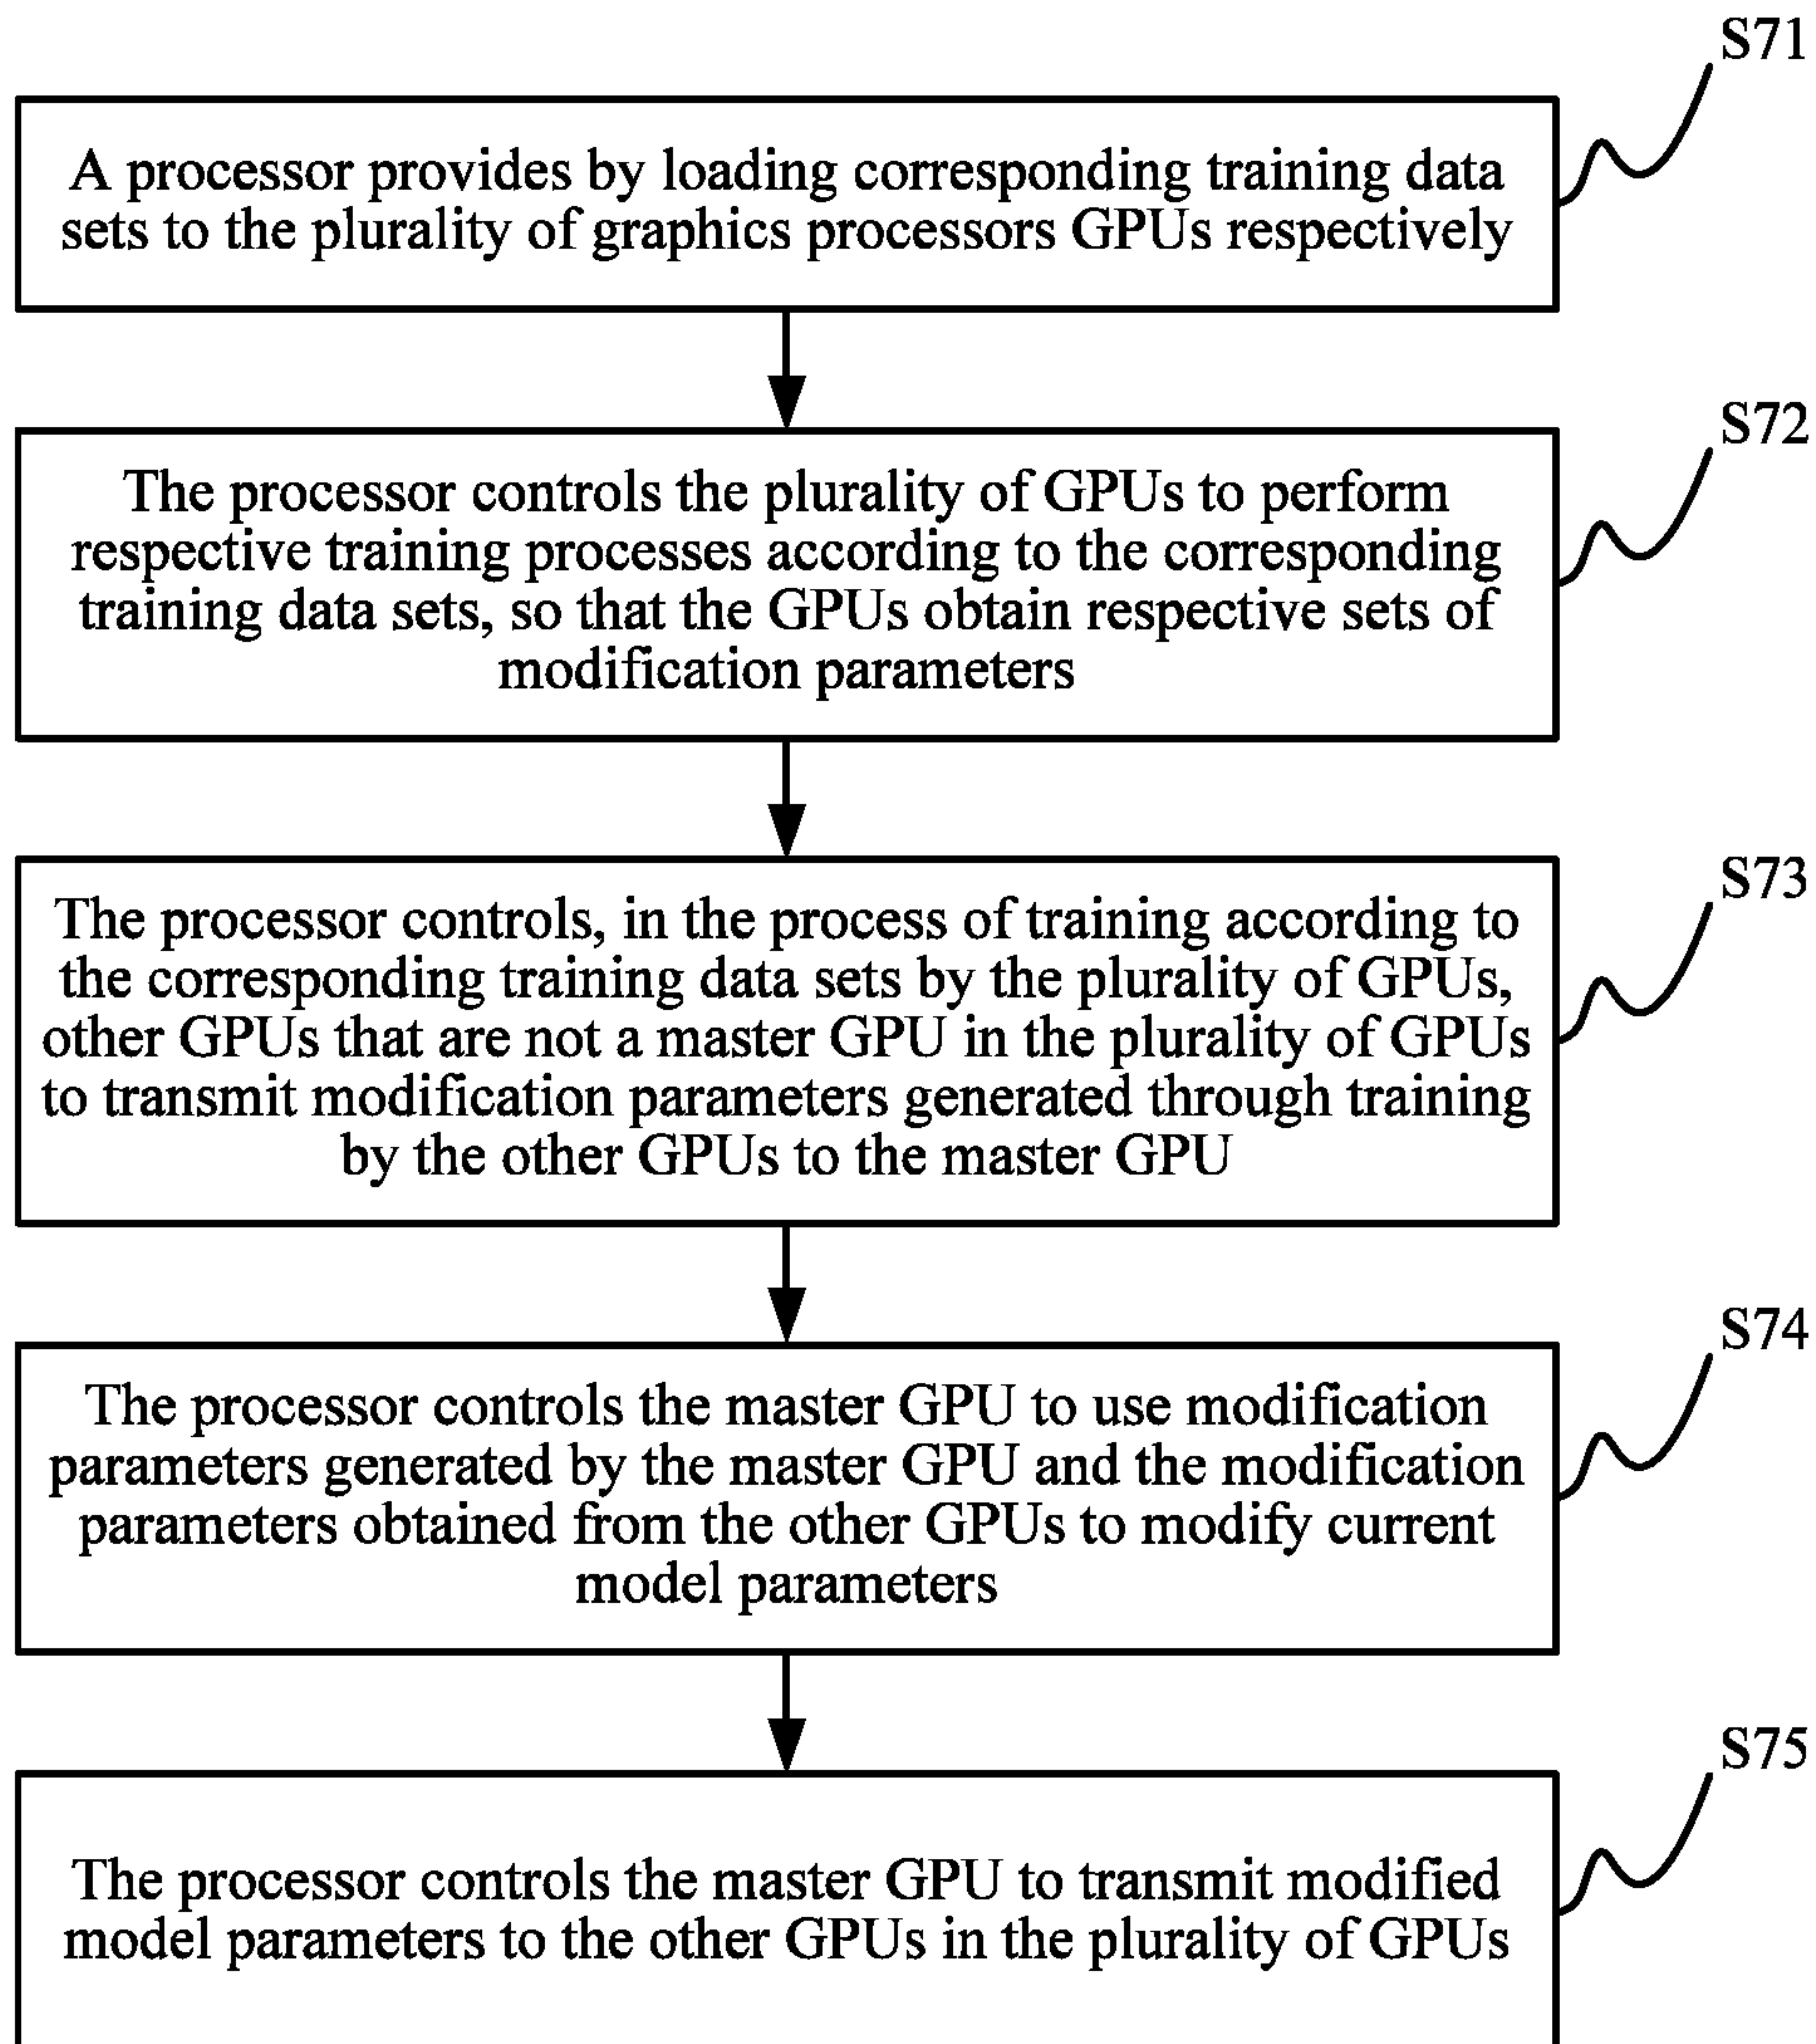 S71
A processor provides by loading corresponding training data
sets to the plurality of graphics processors GPUs respectively
S72
The processor controls the plurality of GPUs to perform
respective training processes according to the corresponding
training data sets, so that the GPUs obtain respective sets of
modification parameters
S73
The processor controls, in the process of training according to
the corresponding training data sets by the plurality of GPUs,
other GPUs that are not a master GPU in the plurality of GPUs
to transmit modification parameters generated through training
by the other GPUs to the master GPU
S74
The processor controls the master GPU to use modification
parameters generated by the master GPU and the modification
parameters obtained from the other GPUs to modify current
model parameters
S75
The processor controls the master GPU to transmit modified
model parameters to the other GPUs in the plurality of GPUs